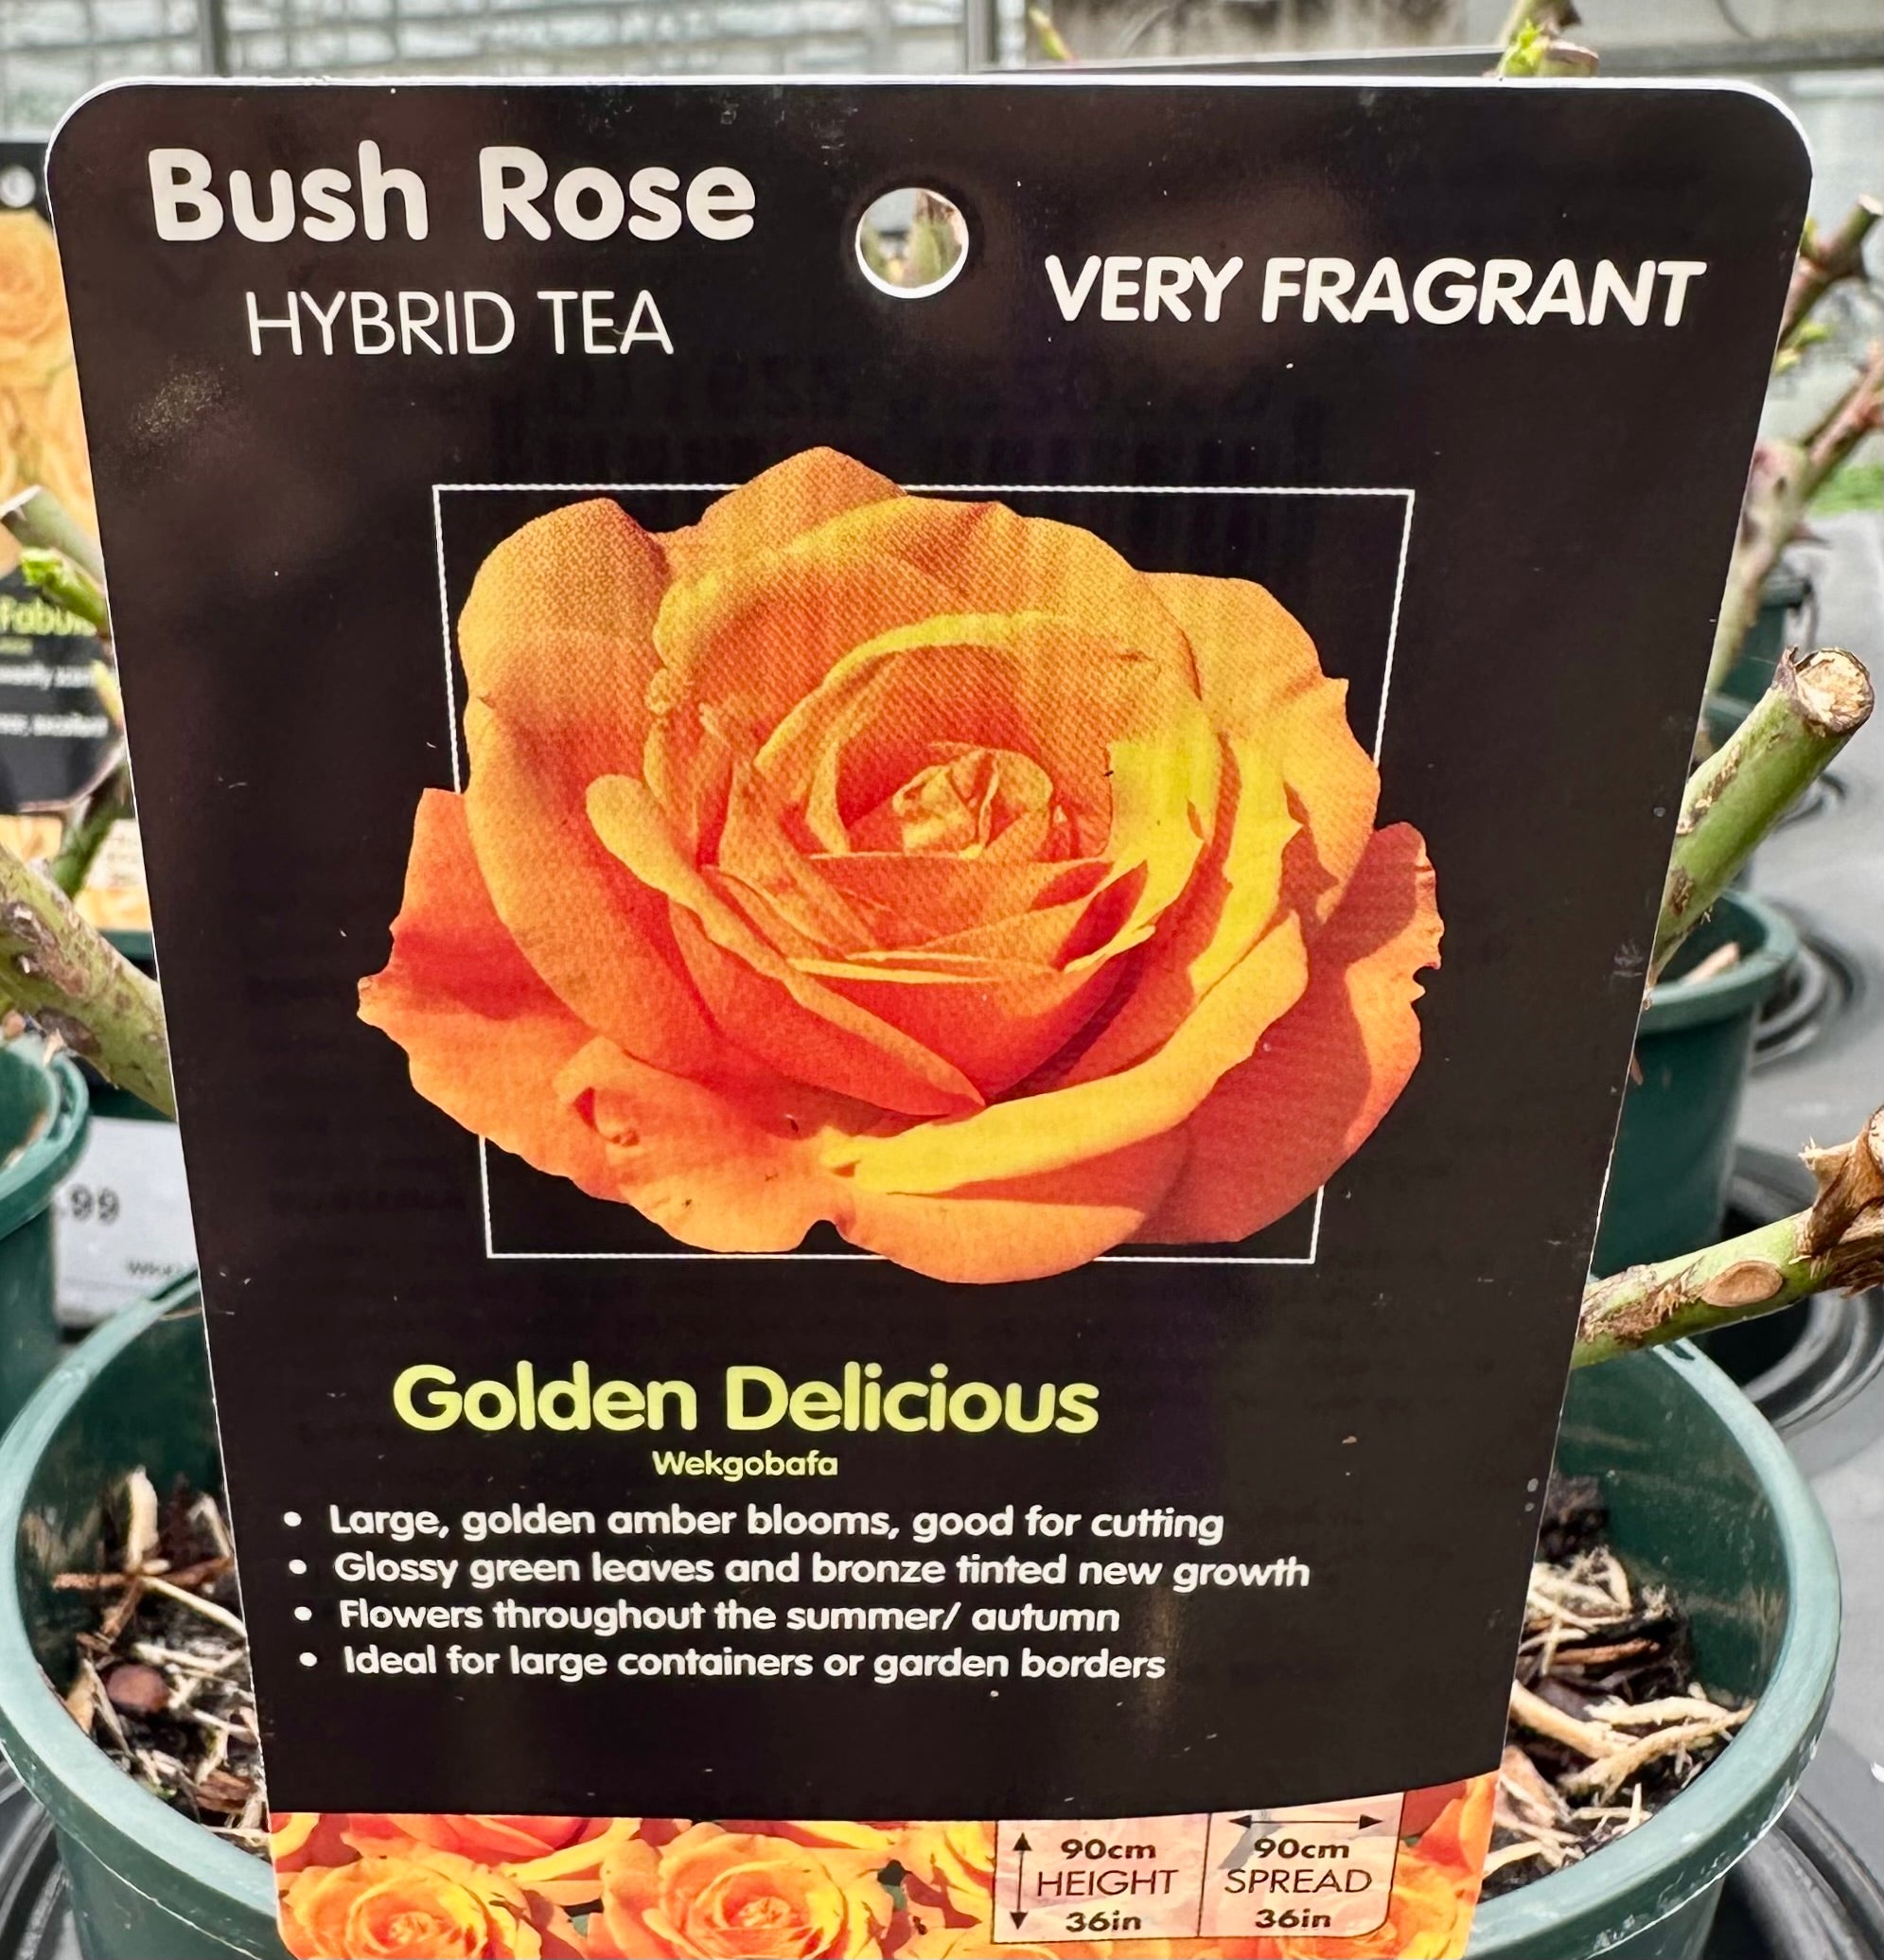 Bush Rose
HYBRID TEA
VERY FRAGRANT
Golden Delicious
Wekgobafa
• Large, golden amber blooms, good for cutting
• Glossy green leaves and bronze tinted new growth
• Flowers throughout the summer/ autumn
• Ideal for large containers or garden borders
90cm
HEIGHT
36in
90cm
SPREAD
36in
.99